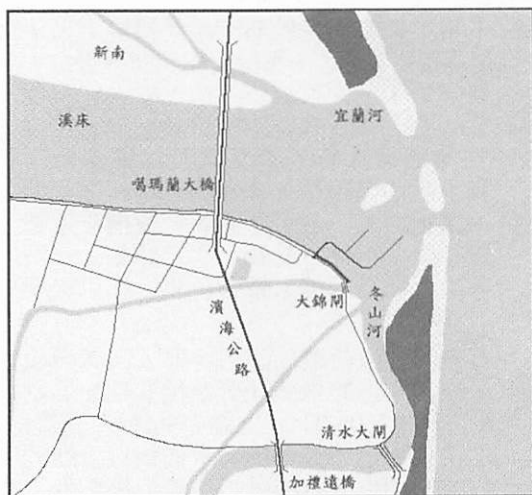 新南
宜蘭河
溪床
噶瑪蘭大橋
大錦閘
冬山河
濱海公路
清水大閘
加禮遠橋